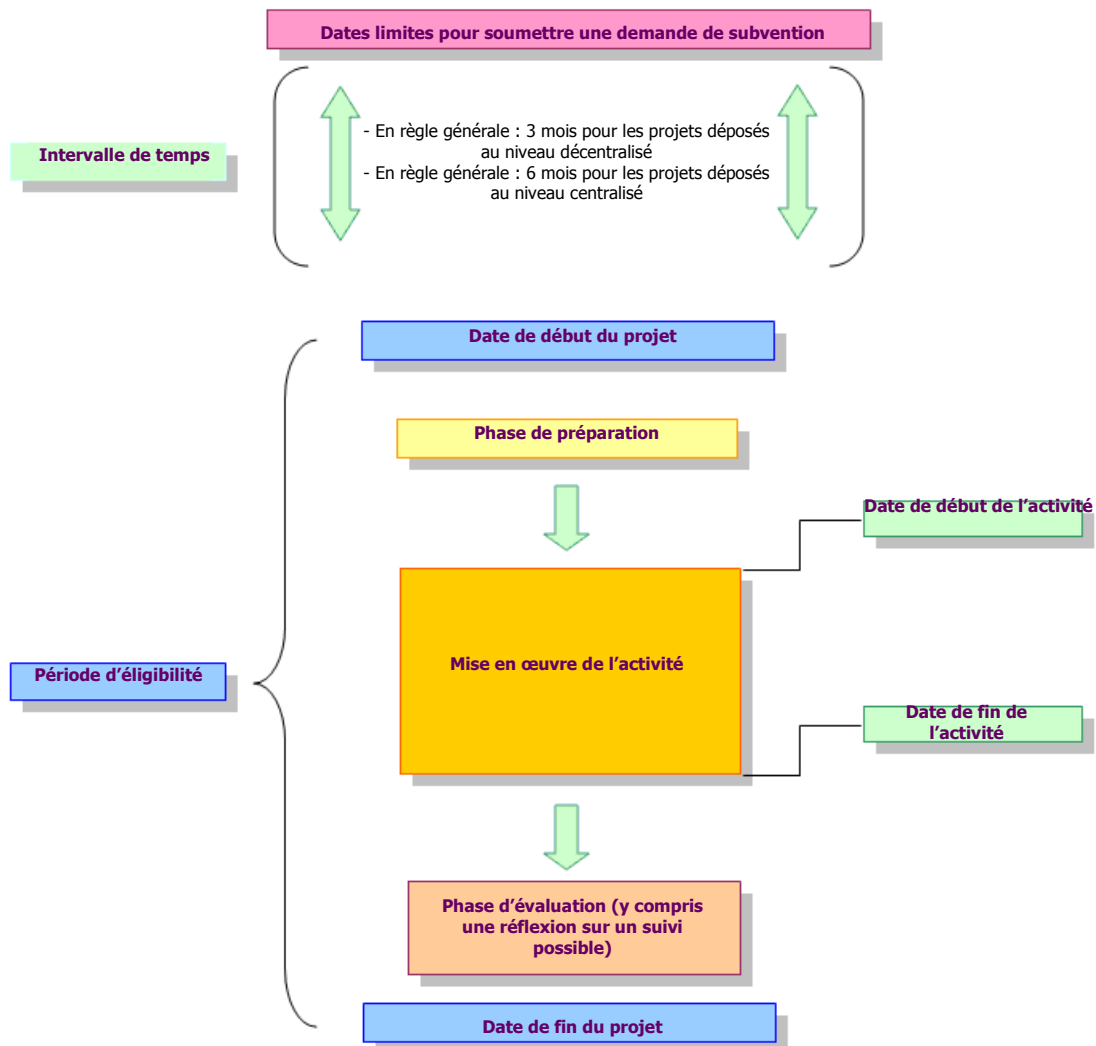 Dates limites pour soumettre une demande de subvention
Intervalle de temps
- En règle générale : 3 mois pour les projets déposés
au niveau décentralisé
- En règle générale : 6 mois pour les projets déposés
au niveau centralisé
Date de début du projet
Phase de préparation
Date de début de l'activité
Mise en œuvre de l'activité
Période d'éligibilité
Date de fin de
l'activité
Phase d'évaluation (y compris
une réflexion sur un suivi
possible)
Date de fin du projet